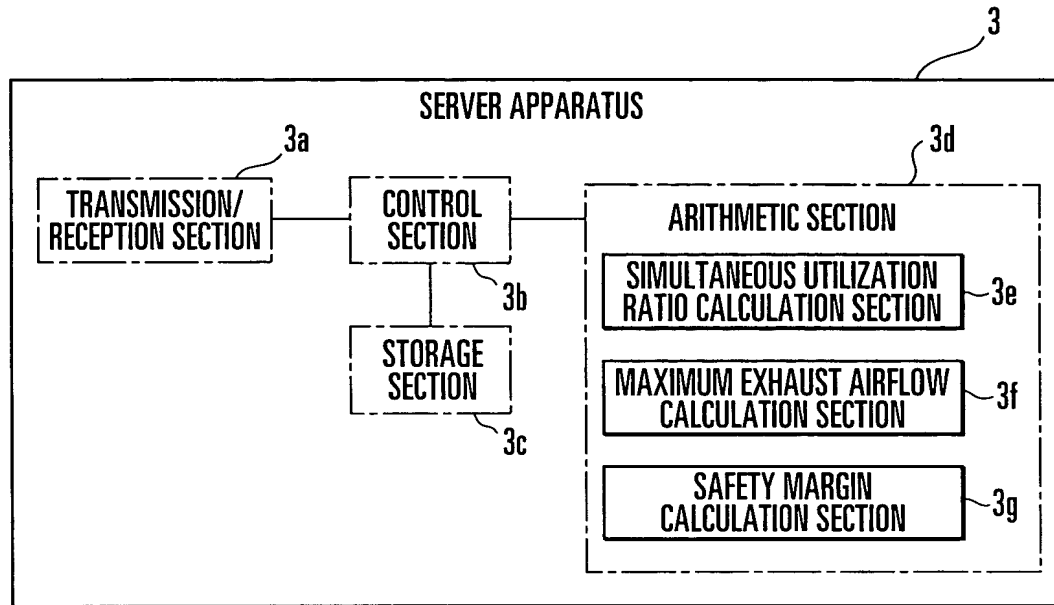 3
SERVER APPARATUS
3a
TRANSMISSION/
RECEPTION SECTION
CONTROL
SECTION
3b
STORAGE
SECTION
3c
3d
ARITHMETIC SECTION
SIMULTANEOUS UTILIZATION
RATIO CALCULATION SECTION
3e
MAXIMUM EXHAUST AIRFLOW
CALCULATION SECTION
3f
SAFETY MARGIN
CALCULATION SECTION
3g